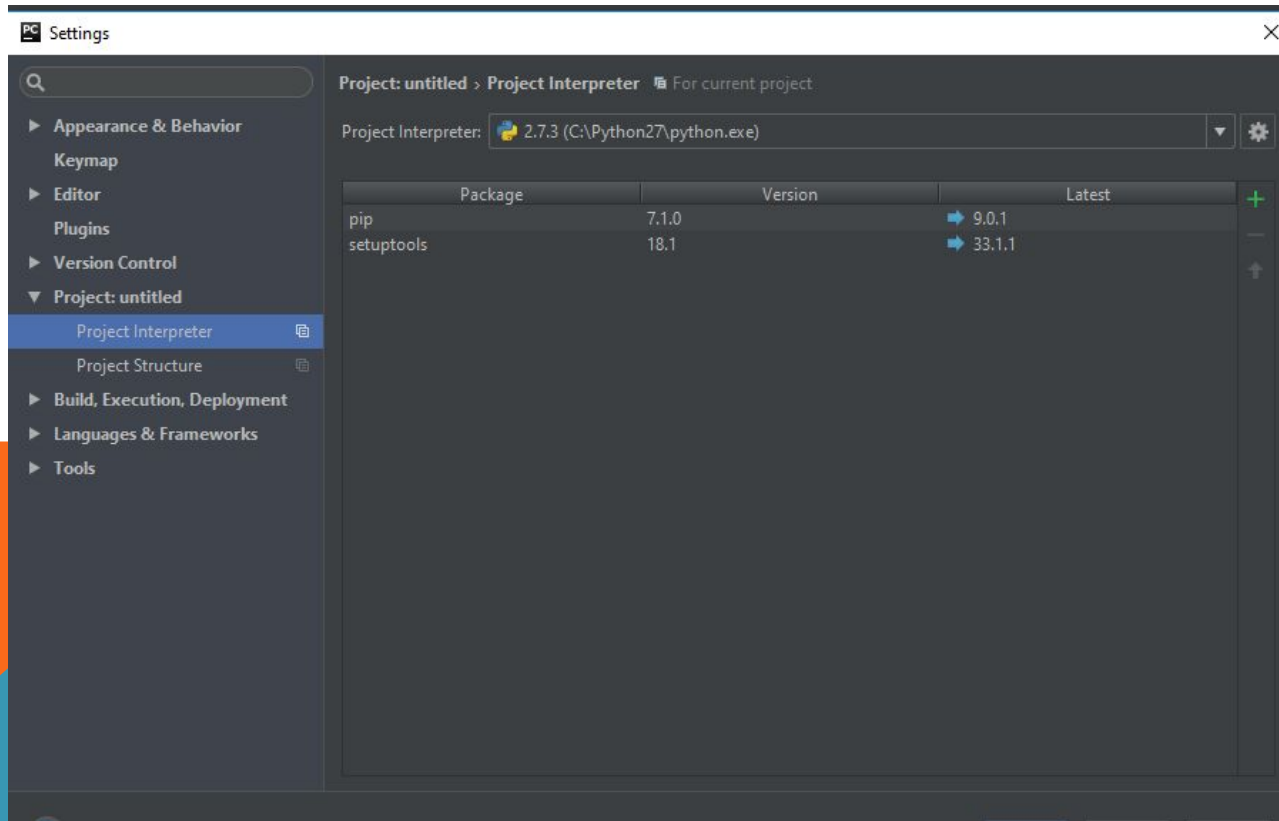 PC Settings
Project: untitled › Project Interpreter For current project
Appearance & Behavior
Keymap
Editor
Plugins
Version Control
Project: untitled
Project Interpreter
Project Structure
Build, Execution, Deployment
Languages & Frameworks
Tools
Project Interpreter: 2.7.3 (C:\Python27\python.exe)
Package Version Latest
pip 7.1.0 9.0.1
setuptools 18.1 33.1.1